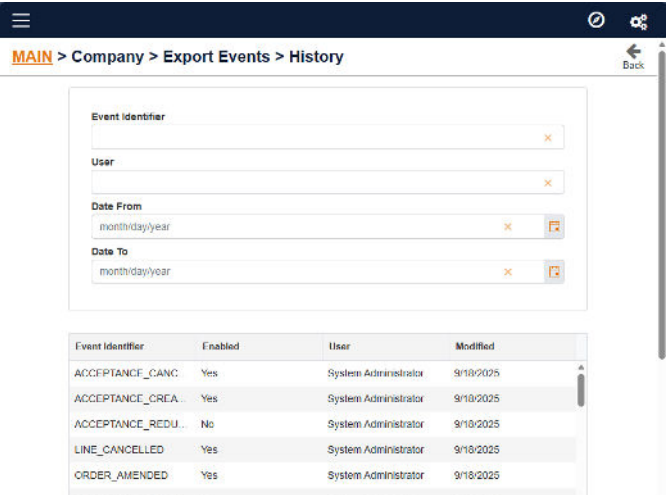 MAIN > Company > Export Events > History
Back
Event Identifier
User
Date From
month/day/year
Date To
month/day/year
Event Identifier Enabled User Modified
ACCEPTANCE_CANC Yes System Administrator 9/18/2025
ACCEPTANCE_CREA... Yes System Administrator 9/18/2025
ACCEPTANCE_REDU... No System Administrator 9/18/2025
LINE_CANCELLED Yes System Administrator 9/18/2025
ORDER_AMENDED Yes System Administrator 9/18/2025